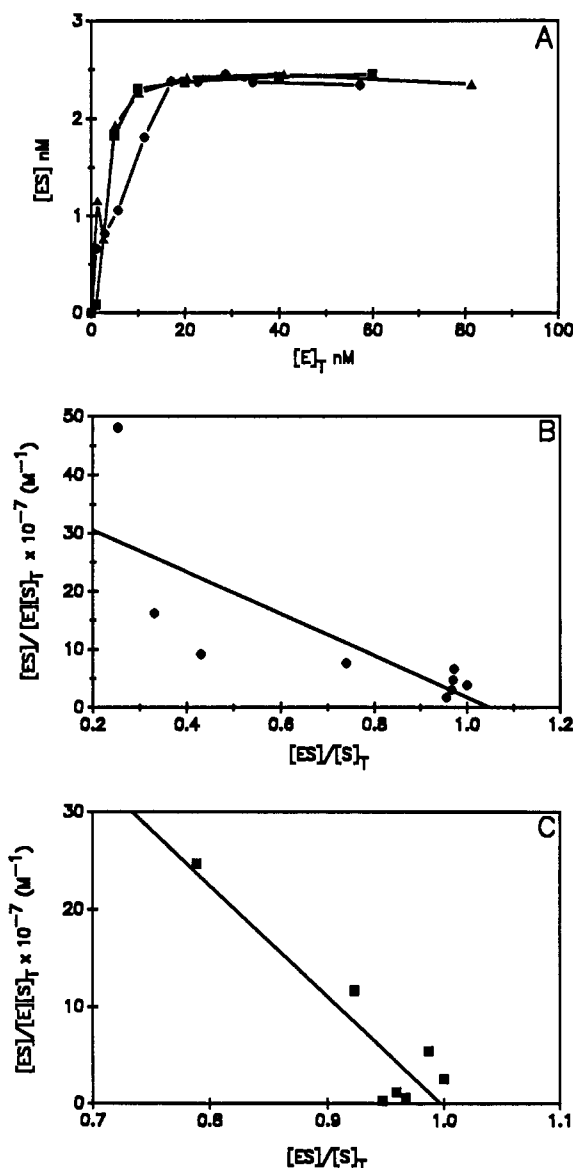 A
3
2
1
0
[ES] nM
0 20 40 60 80 100
[E]T nM
B
50
40
30
20
10
0
[ES]/[E][S]T x 10−7 (M−1)
0.2 0.4 0.6 0.8 1.0 1.2
[ES]/[S]T
C
30
20
10
0
[ES]/[E][S]T x 10−7 (M−1)
0.7 0.8 0.9 1.0 1.1
[ES]/[S]T